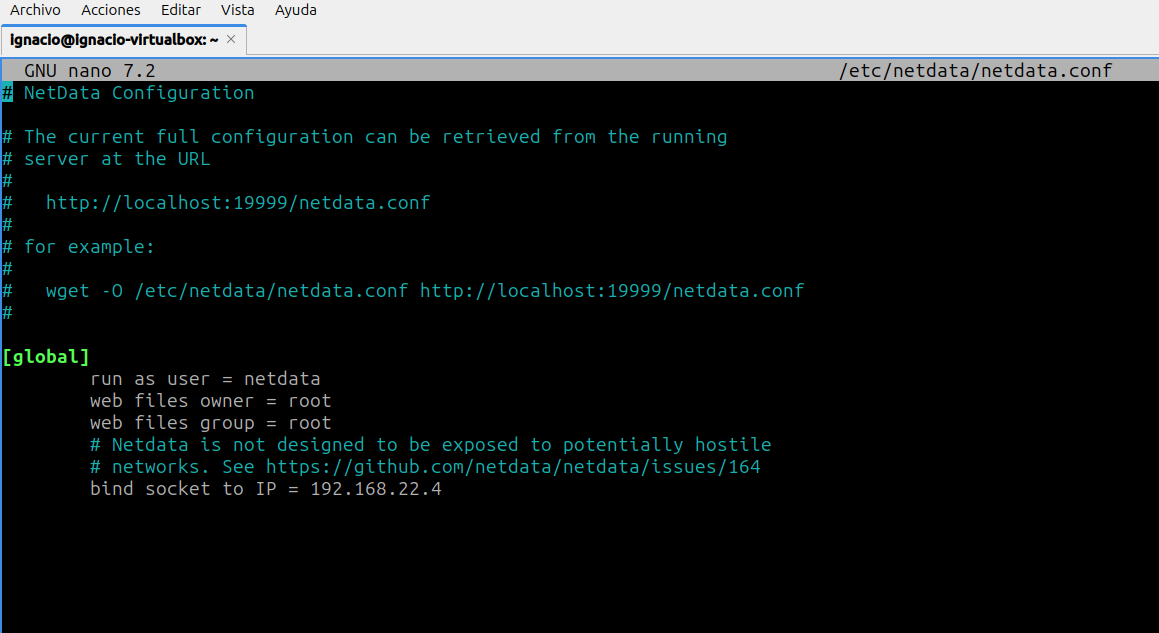 Archivo Acciones Editar Vista Ayuda
ignacio@ignacio-virtualbox: ~ ×
GNU nano 7.2 /etc/netdata/netdata.conf
# NetData Configuration
# The current full configuration can be retrieved from the running
# server at the URL
#
#   http://localhost:19999/netdata.conf
#
# for example:
#
#   wget -O /etc/netdata/netdata.conf http://localhost:19999/netdata.conf
#
[global]
        run as user = netdata
        web files owner = root
        web files group = root
        # Netdata is not designed to be exposed to potentially hostile
        # networks. See https://github.com/netdata/netdata/issues/164
        bind socket to IP = 192.168.22.4